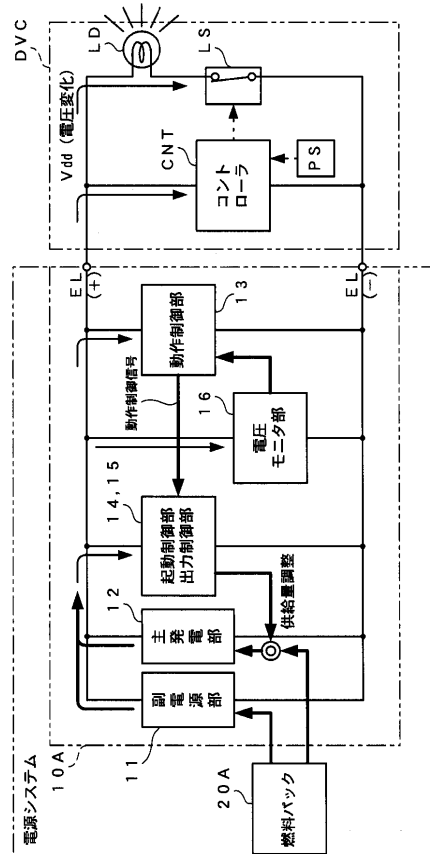 電源システム
10A
11
副電源部
12
主発電部
14,15
起動制御部
出力制御部
動作制御信号
動作制御部
13
16
電圧
モニタ部
供給量調整
20A
燃料パック
EL
(+)
EL
(−)
DVC
Vdd(電圧変化)
LD
LS
CNT
コント
ローラ
PS